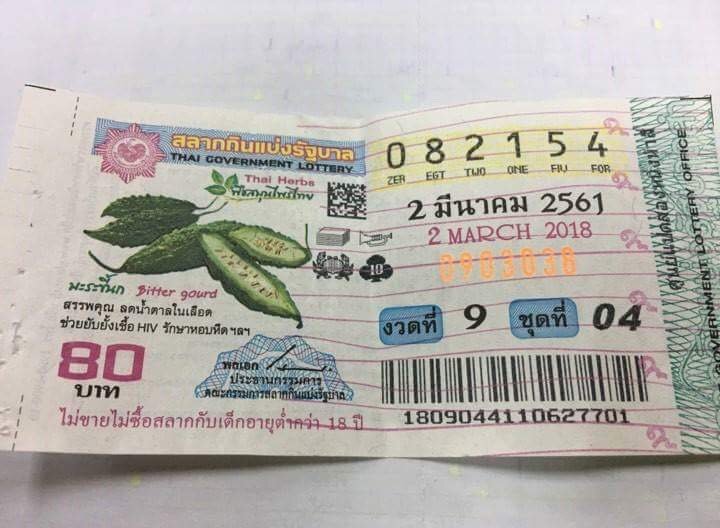 สลากกินแบ่งรัฐบาล
THAI GOVERNMENT LOTTERY
Thai Herbs
พืชสมุนไพรไทย
มะระขี้นก Bitter gourd
สรรพคุณ ลดน้ำตาลในเลือด
ช่วยยับยั้งเชื้อ HIV รักษาหอบหืด ฯลฯ
80
บาท
พลเอก
ประธานกรรมการ
คณะกรรมการสลากกินแบ่งรัฐบาล
ไม่ขายไม่ซื้อสลากกับเด็กอายุต่ำกว่า 18 ปี
0 8 2 1 5 4
ZER EGT TWO ONE FIV FOR
2 มีนาคม 2561
2 MARCH 2018
0903038
10
งวดที่ 9 ชุดที่ 04
1809044110627701
GOVERNMENT LOTTERY OFFICE